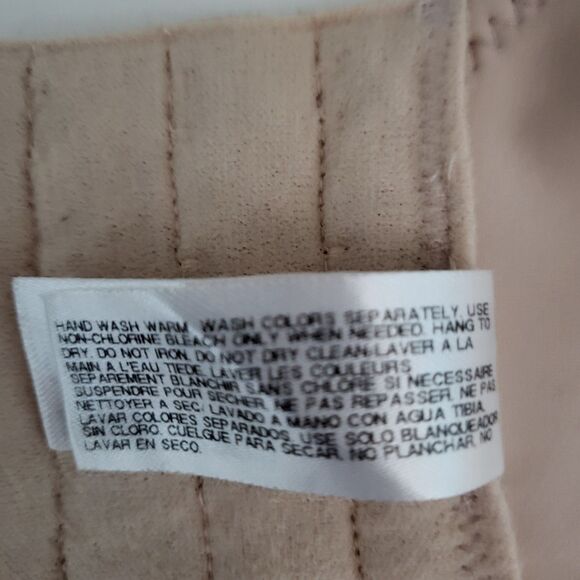 HAND WASH WARM. WASH COLORS SEPARATELY. USE
NON-CHLORINE BLEACH ONLY WHEN NEEDED. HANG TO
DRY. DO NOT IRON. DO NOT DRY CLEAN-LAVER A LA
MAIN A L'EAU TIEDE. LAVER LES COULEURS
SEPAREMENT BLANCHIR SANS CHLORE SI NECESSAIRE
SUSPENDRE POUR SECHER. NE PAS REPASSER. NE PAS
NETTOYER A SEC. LAVADO A MANO CON AGUA TIBIA.
LAVAR COLORES SEPARADOS. USE SOLO BLANQUEADOR
SIN CLORO. CUELGUE PARA SECAR. NO PLANCHAR. NO
LAVAR EN SECO.